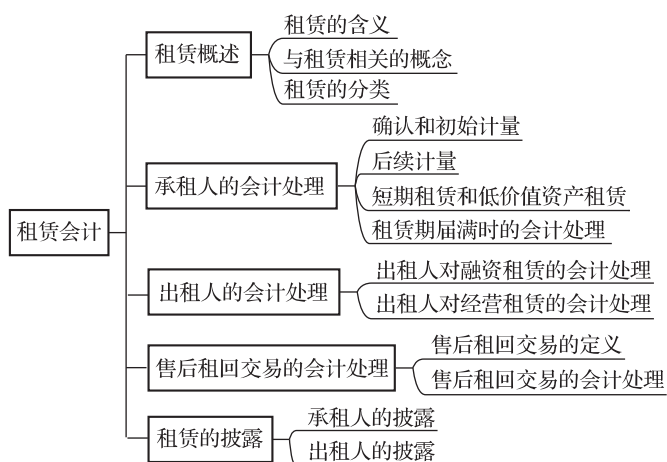 租赁会计
租赁概述
租赁的含义
与租赁相关的概念
租赁的分类
承租人的会计处理
确认和初始计量
后续计量
短期租赁和低价值资产租赁
租赁期届满时的会计处理
出租人的会计处理
出租人对融资租赁的会计处理
出租人对经营租赁的会计处理
售后租回交易的会计处理
售后租回交易的定义
售后租回交易的会计处理
租赁的披露
承租人的披露
出租人的披露